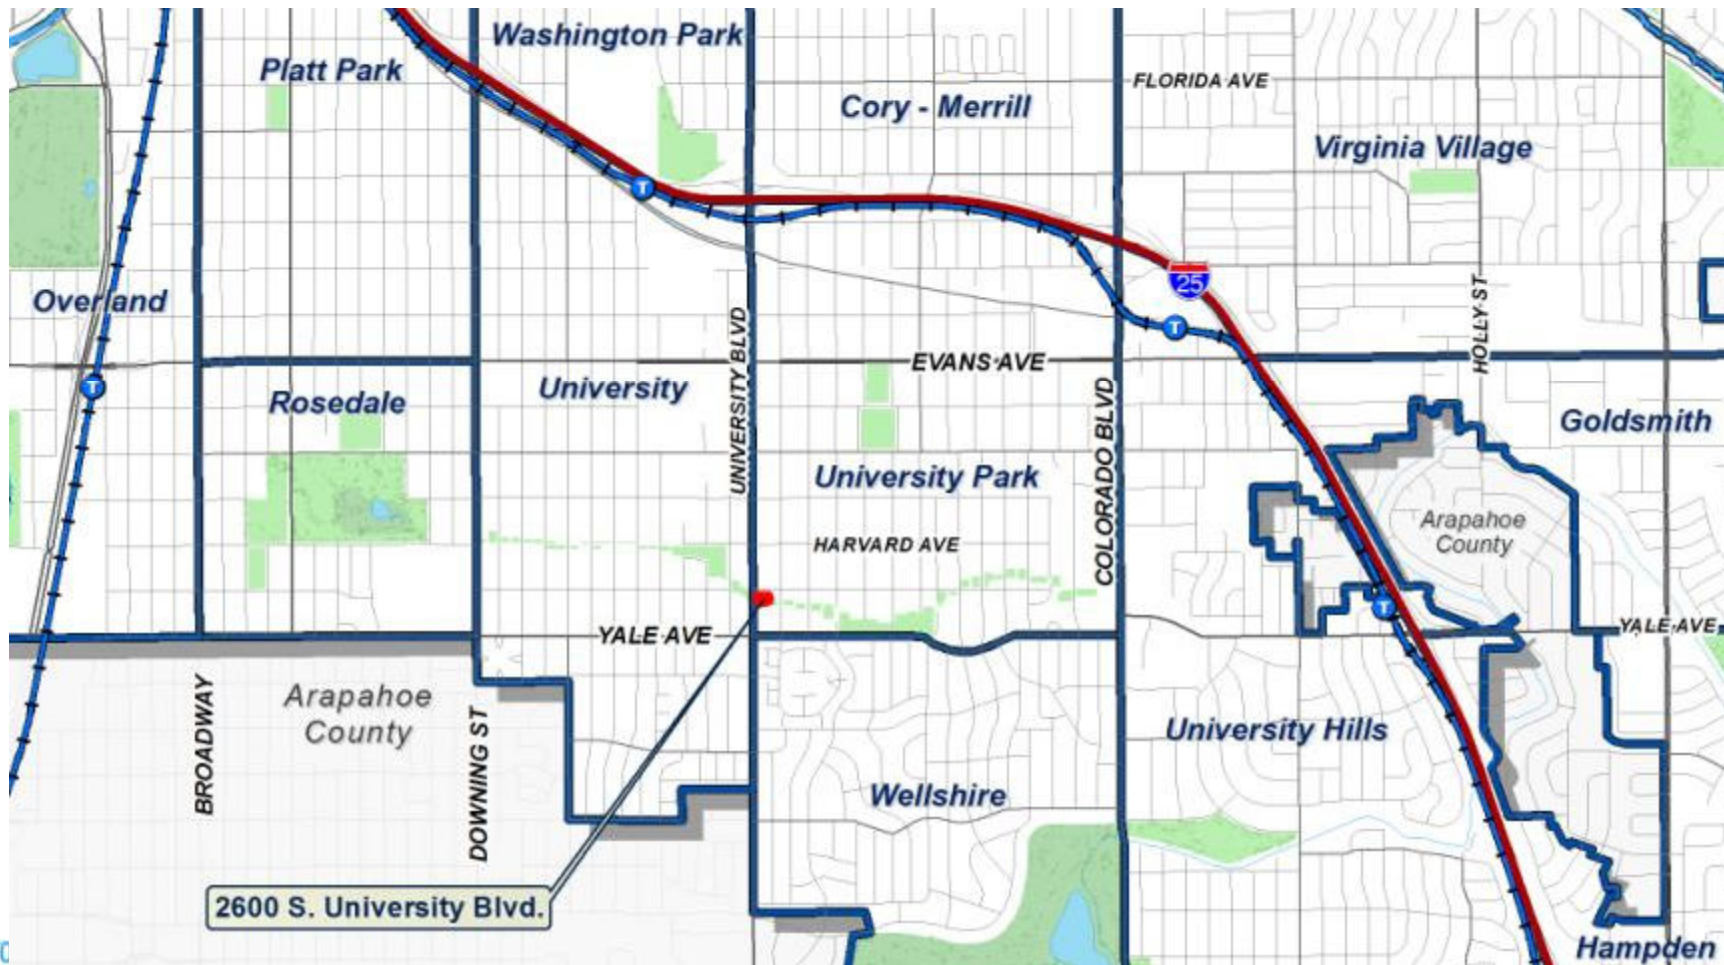 Washington Park
Platt Park
FLORIDA AVE
Cory - Merrill
Virginia Village
T
25
Overland
T
HOLLY ST
UNIVERSITY BLVD
EVANS AVE
T
University
Rosedale
COLORADO BLVD
Goldsmith
University Park
Arapahoe
County
HARVARD AVE
T
YALE AVE
YALE AVE
Arapahoe
County
BROADWAY
DOWNING ST
University Hills
Wellshire
2600 S. University Blvd.
Hampden